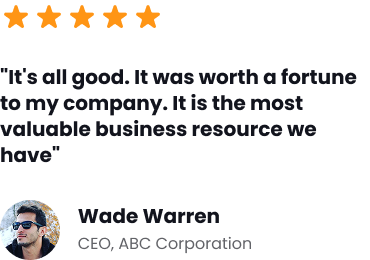 "It's all good. It was worth a fortune
to my company. It is the most
valuable business resource we
have"
Wade Warren
CEO, ABC Corporation